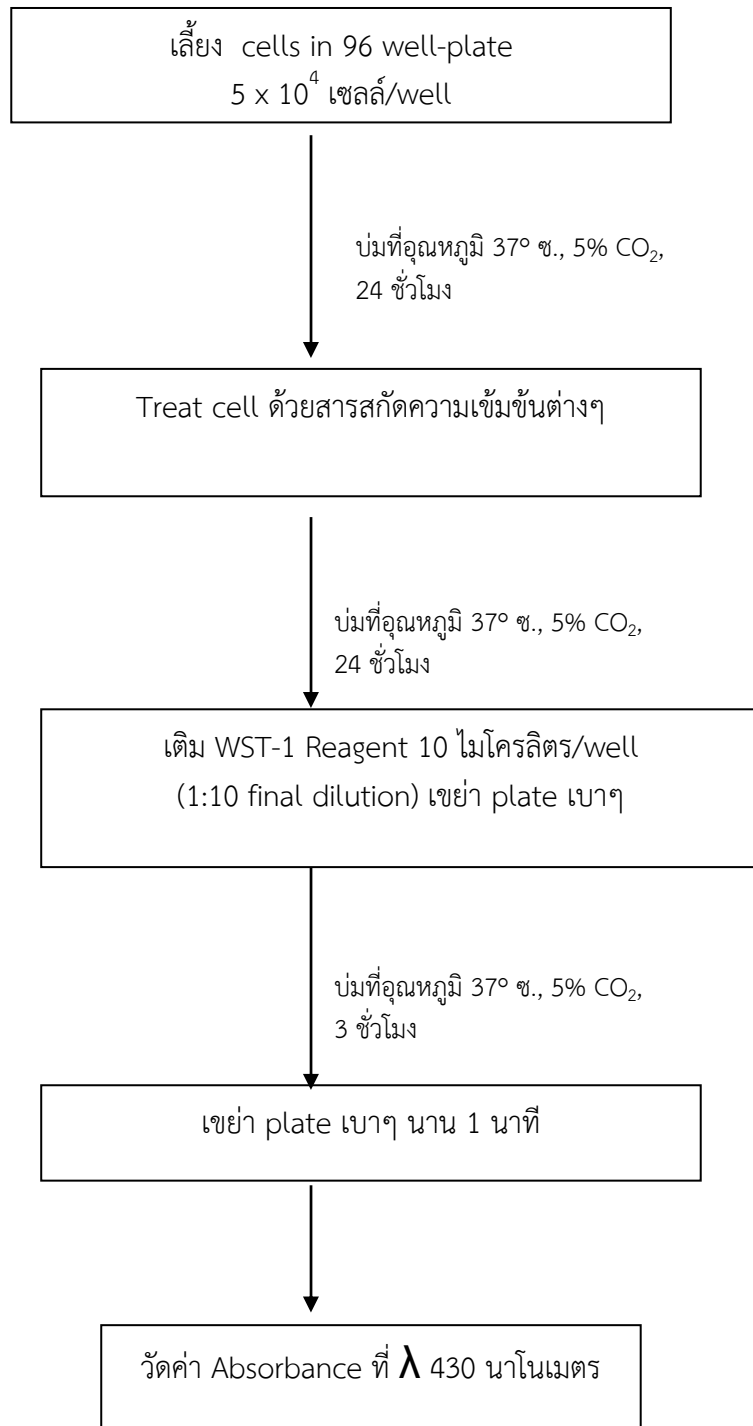 เลี้ยง cells in 96 well-plate
5 x 10⁴ เซลล์/well
บ่มที่อุณหภูมิ 37° ซ., 5% CO₂,
24 ชั่วโมง
Treat cell ด้วยสารสกัดความเข้มข้นต่างๆ
บ่มที่อุณหภูมิ 37° ซ., 5% CO₂,
24 ชั่วโมง
เติม WST-1 Reagent 10 ไมโครลิตร/well
(1:10 final dilution) เขย่า plate เบาๆ
บ่มที่อุณหภูมิ 37° ซ., 5% CO₂,
3 ชั่วโมง
เขย่า plate เบาๆ นาน 1 นาที
วัดค่า Absorbance ที่ λ 430 นาโนเมตร